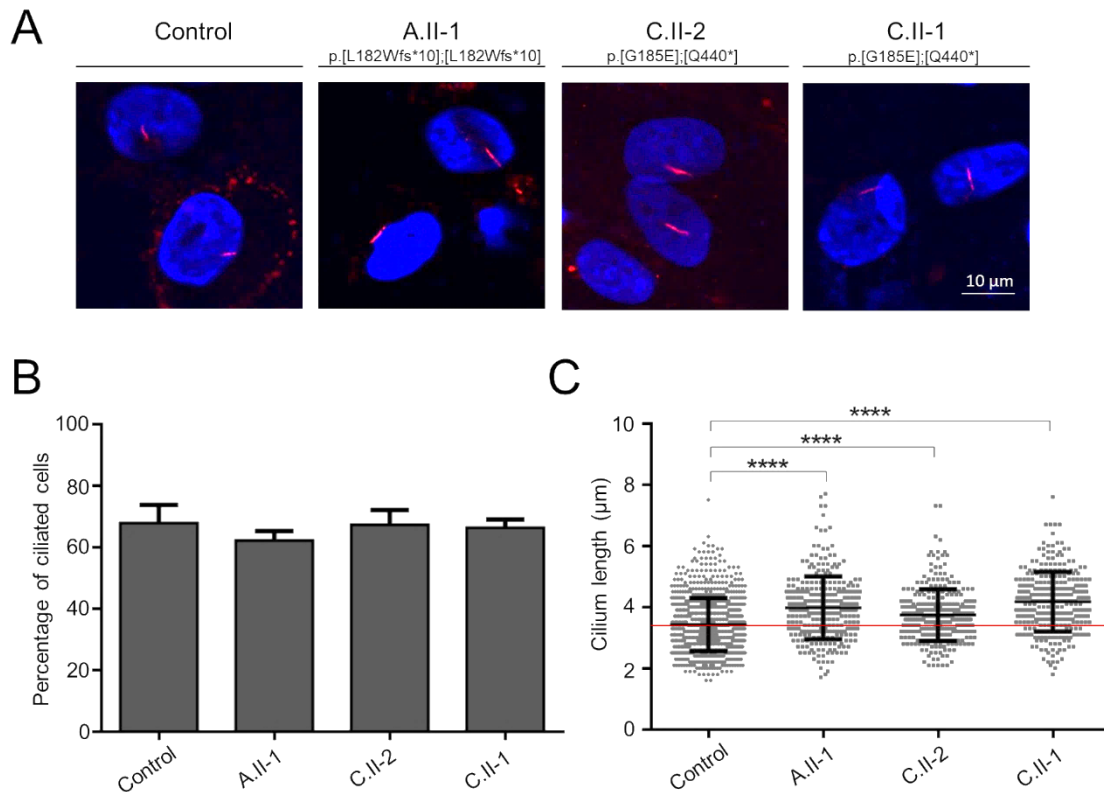 A
Control
A.II-1
C.II-2
C.II-1
p.[L182Wfs*10];[L182Wfs*10]
p.[G185E];[Q440*]
p.[G185E];[Q440*]
10 µm
B
Percentage of ciliated cells
100
80
60
40
20
0
Control
A.II-1
C.II-2
C.II-1
C
Cilium length (µm)
10
8
6
4
2
0
****
****
****
Control
A.II-1
C.II-2
C.II-1